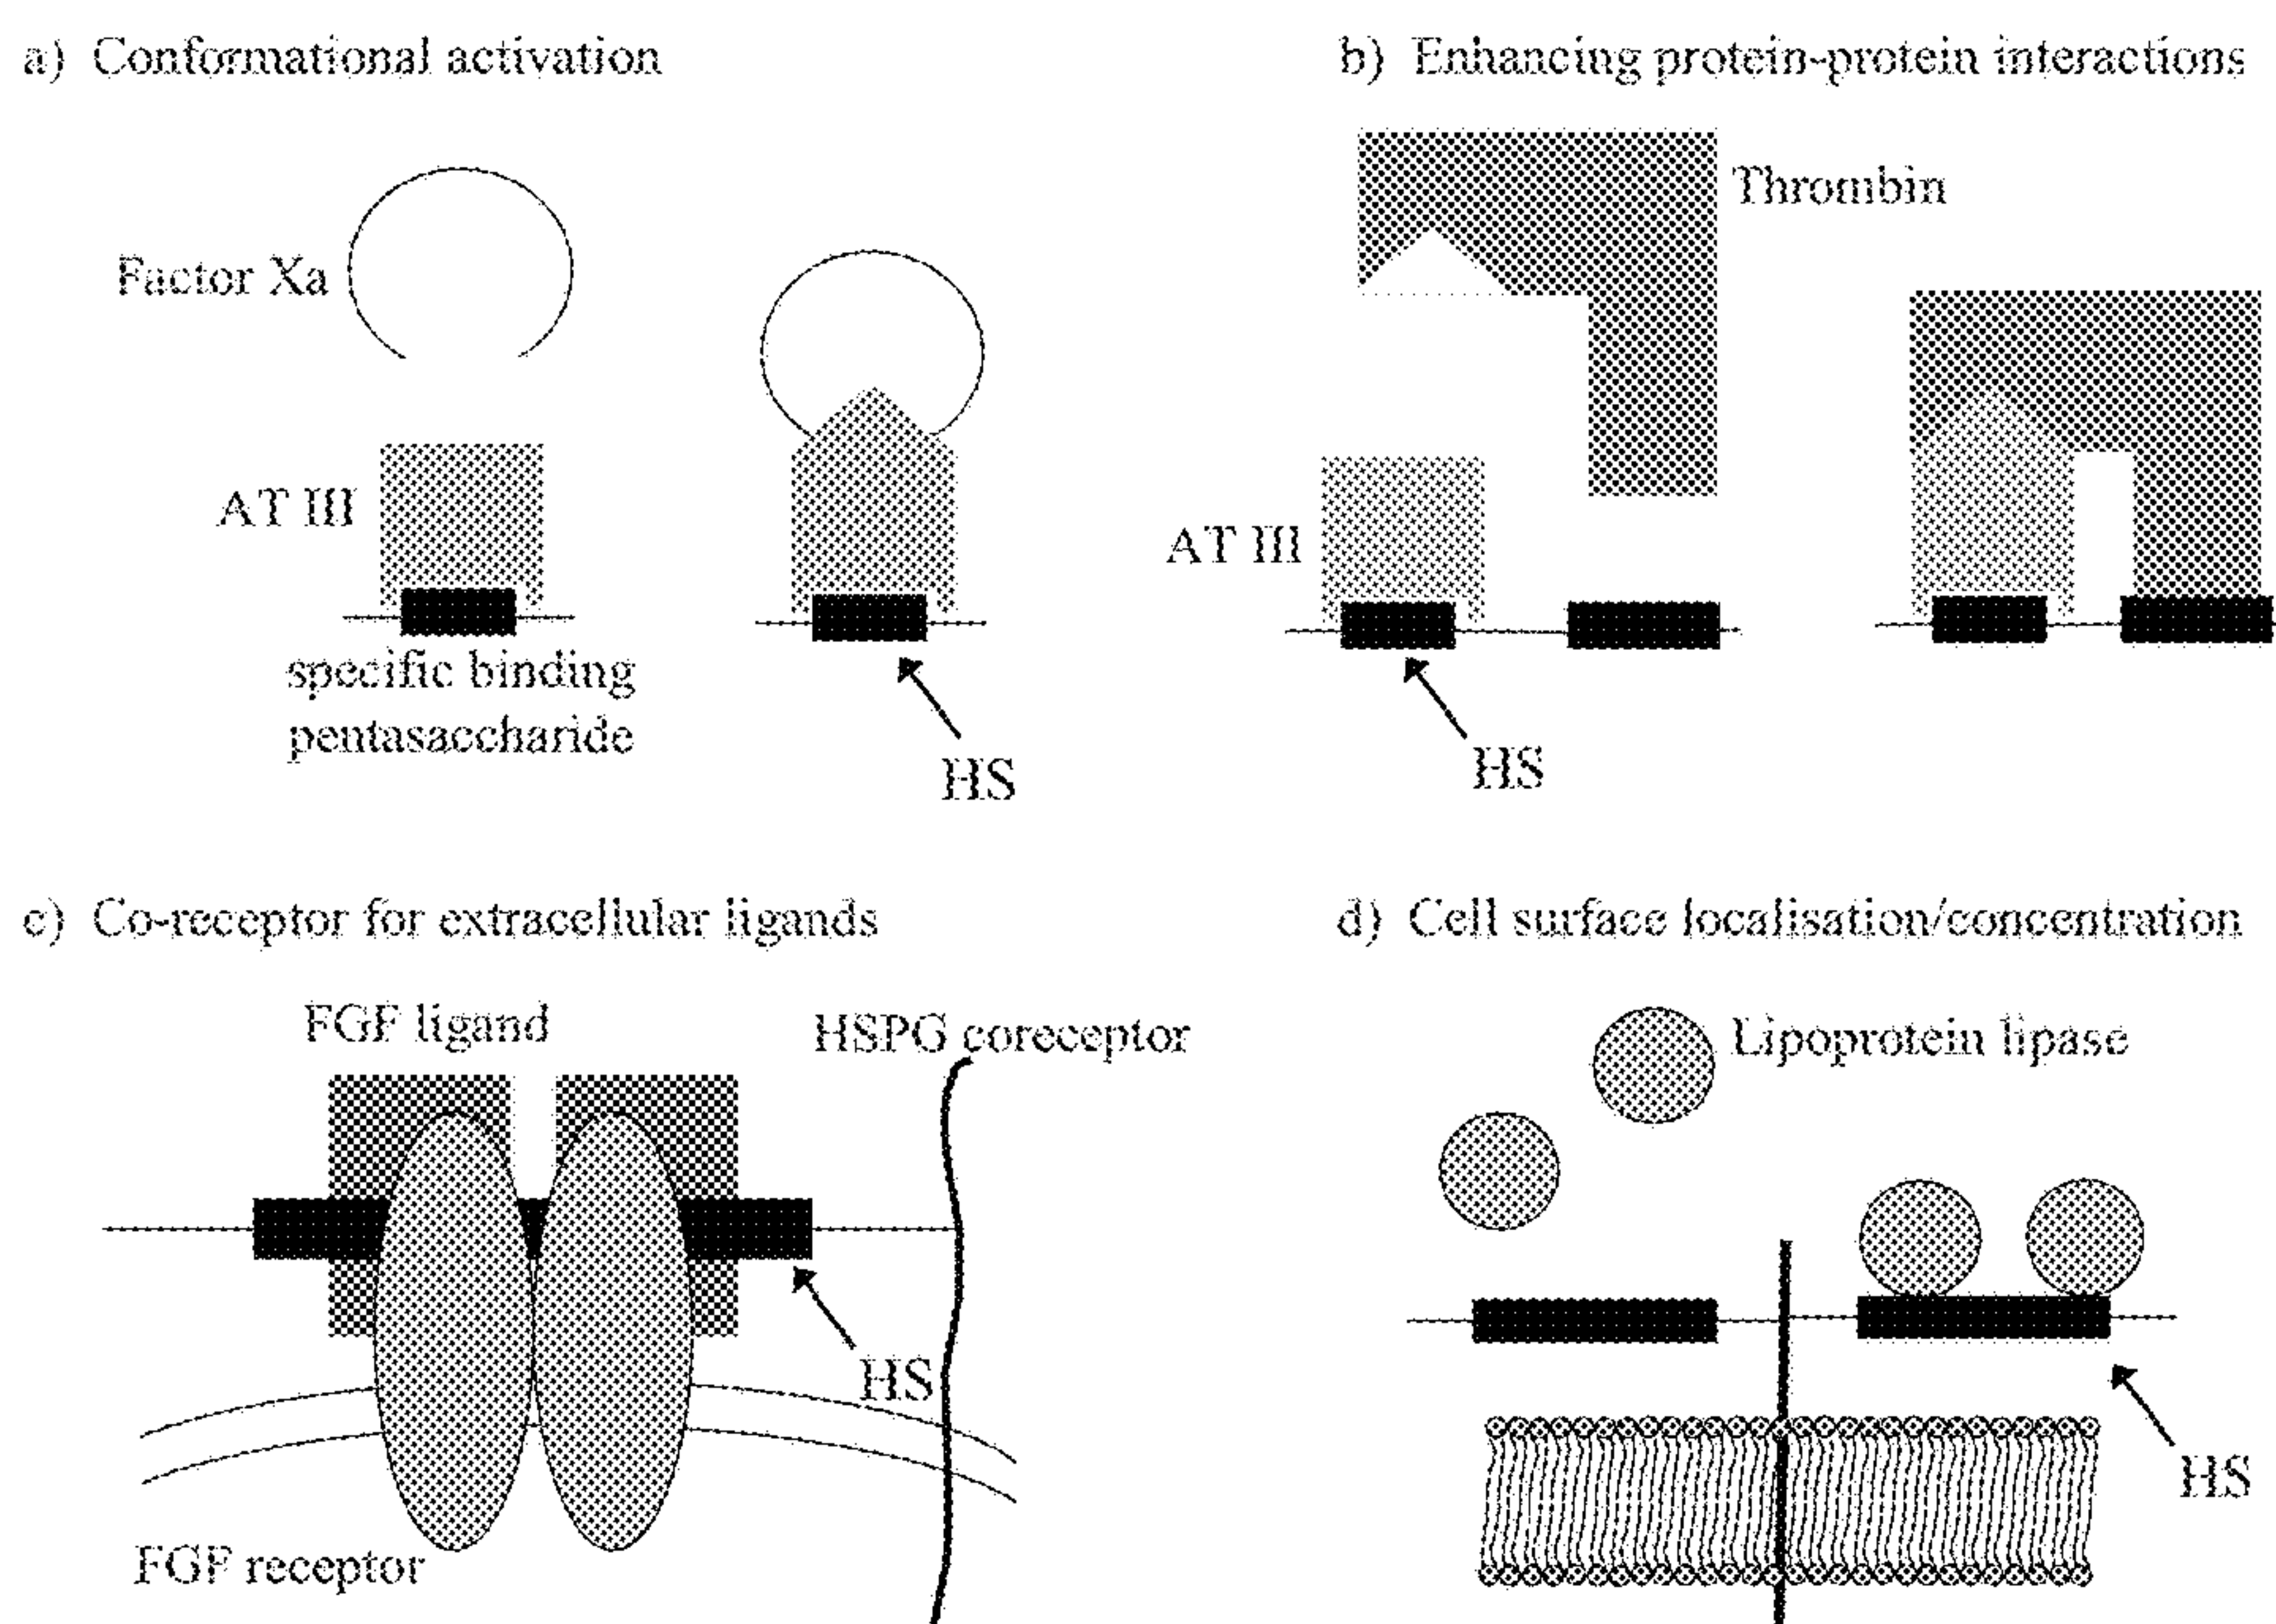 a) Conformational activation
Factor Xa
AT III
specific binding
pentasaccharide
HS
b) Enhancing protein-protein interactions
Thrombin
AT III
HS
c) Co-receptor for extracellular ligands
FGF ligand
HSPG coreceptor
HS
FGF receptor
d) Cell surface localisation/concentration
Lipoprotein lipase
HS